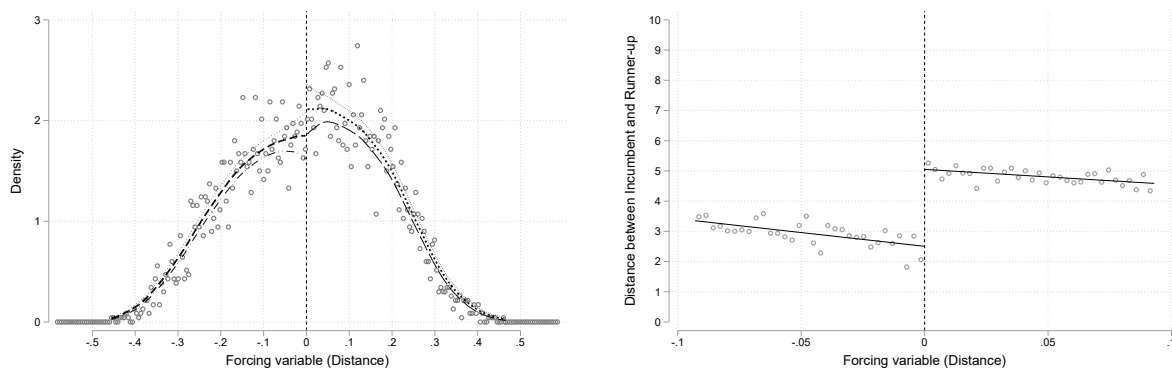 Density
3
2
1
0
-.5 -.4 -.3 -.2 -.1 0 .1 .2 .3 .4 .5
Forcing variable (Distance)
Distance between Incumbent and Runner-up
10
9
8
7
6
5
4
3
2
1
0
-.1 -.05 0 .05 .1
Forcing variable (Distance)